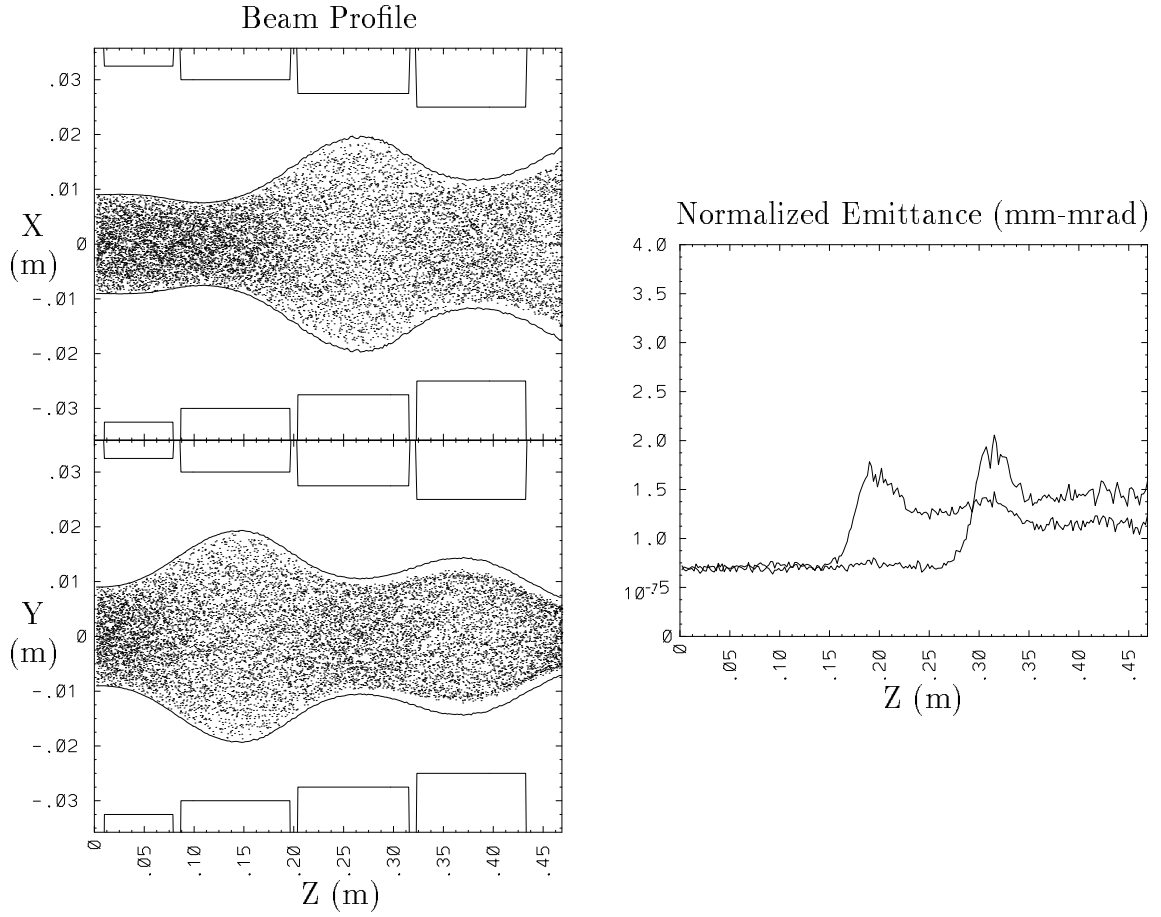 Beam Profile
.03
.02
.01
X
0
(m)
-.01
-.02
-.03
.03
.02
.01
Y
0
(m)
-.01
-.02
-.03
0 .05 .10 .15 .20 .25 .30 .35 .40 .45
Z (m)
Normalized Emittance (mm-mrad)
4.0
3.5
3.0
2.5
2.0
1.5
1.0
10-75
0
0 .05 .10 .15 .20 .25 .30 .35 .40 .45
Z (m)